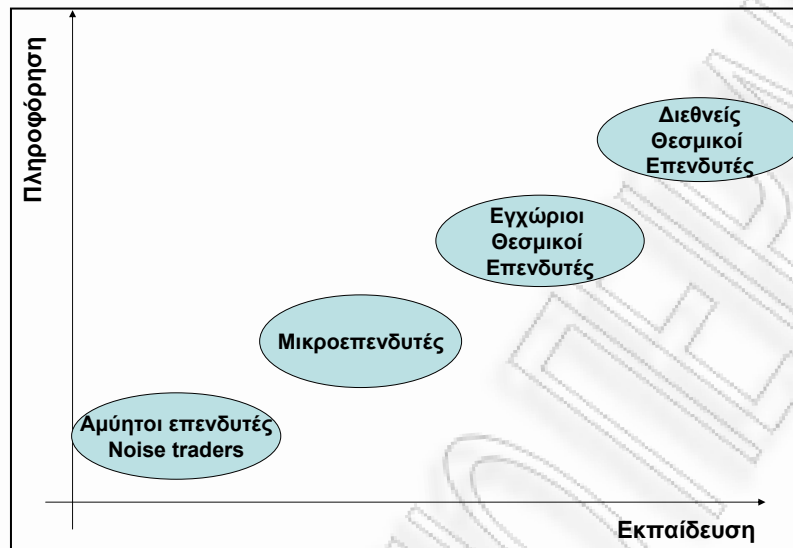 Πληροφόρηση
Διεθνείς
Θεσμικοί
Επενδυτές
Εγχώριοι
Θεσμικοί
Επενδυτές
Μικροεπενδυτές
Αμύητοι επενδυτές
Noise traders
Εκπαίδευση